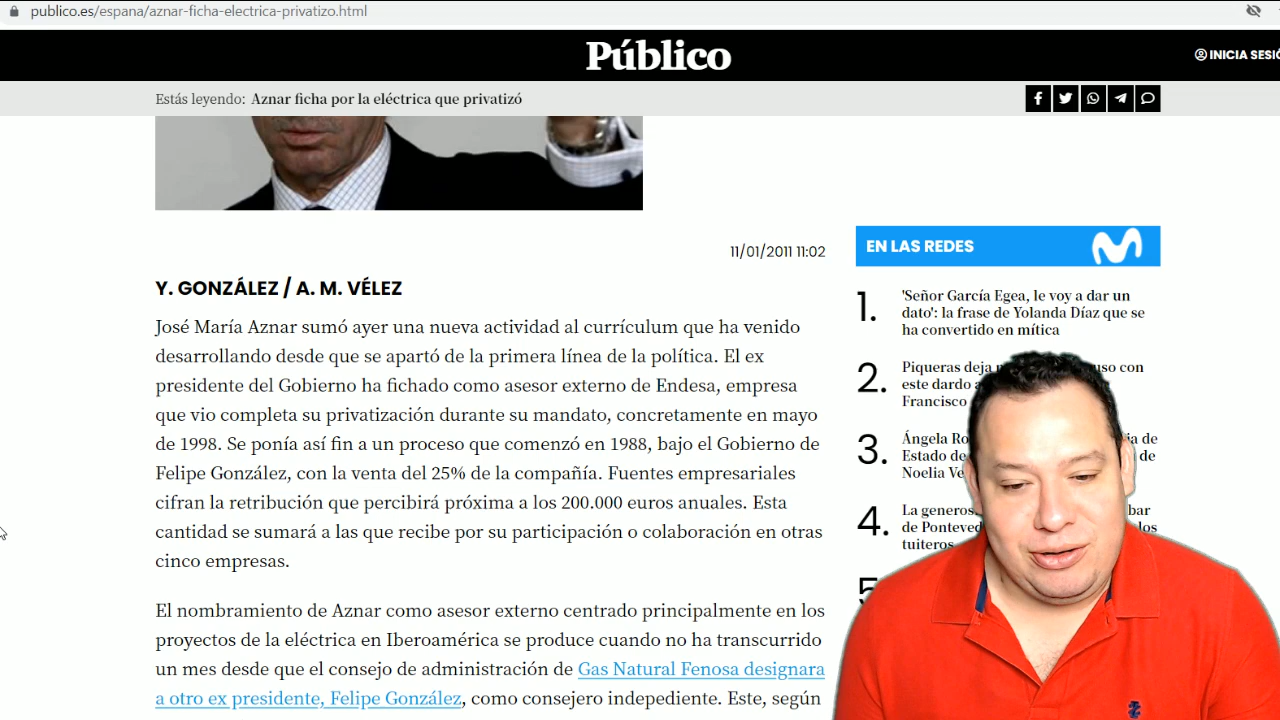 publico.es/espana/aznar-ficha-electrica-privatizo.html
Público
INICIA SESIÓ
Estás leyendo: Aznar ficha por la eléctrica que privatizó
11/01/2011 11:02
Y. GONZÁLEZ / A. M. VÉLEZ
José María Aznar sumó ayer una nueva actividad al currículum que ha venido
desarrollando desde que se apartó de la primera línea de la política. El ex
presidente del Gobierno ha fichado como asesor externo de Endesa, empresa
que vio completa su privatización durante su mandato, concretamente en mayo
de 1998. Se ponía así fin a un proceso que comenzó en 1988, bajo el Gobierno de
Felipe González, con la venta del 25% de la compañía. Fuentes empresariales
cifran la retribución que percibirá próxima a los 200.000 euros anuales. Esta
cantidad se sumará a las que recibe por su participación o colaboración en otras
cinco empresas.
El nombramiento de Aznar como asesor externo centrado principalmente en los
proyectos de la eléctrica en Iberoamérica se produce cuando no ha transcurrido
un mes desde que el consejo de administración de Gas Natural Fenosa designara
a otro ex presidente, Felipe González, como consejero indepediente. Este, según
EN LAS REDES
1. 'Señor García Egea, le voy a dar un
dato': la frase de Yolanda Díaz que se
ha convertido en mítica
2. Piqueras deja uso con
este dardo
Francisco
3. Ángela ia de
Estado de de
Noelia
4. La generos bar
de Ponteved los
tuiteros
5